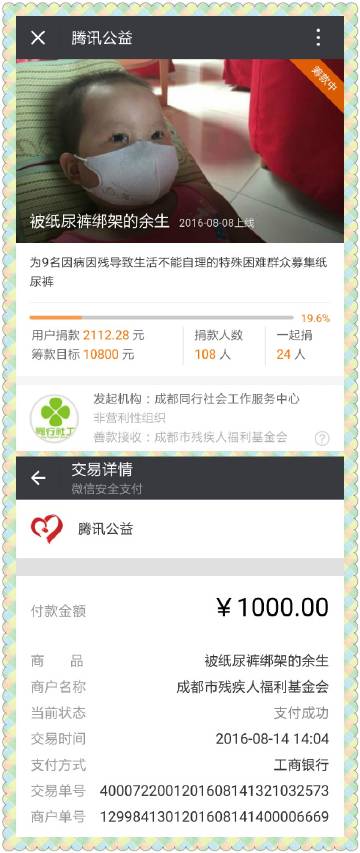 腾讯公益
筹款中
被纸尿裤绑架的余生 2016-08-08上线
为9名因病因残导致生活不能自理的特殊困难群众募集纸
尿裤
19.6%
用户捐款 2112.28 元 捐款人数 一起捐
筹款目标 10800 元 108 人 24 人
发起机构：成都同行社会工作服务中心
非营利性组织
善款接收：成都市残疾人福利基金会 ?
同行社工
交易详情
微信安全支付
腾讯公益
付款金额 ￥1000.00
商 品 被纸尿裤绑架的余生
商户名称 成都市残疾人福利基金会
当前状态 支付成功
交易时间 2016-08-14 14:04
支付方式 工商银行
交易单号 4000722001201608141321032573
商户单号 1299841301201608141400006669